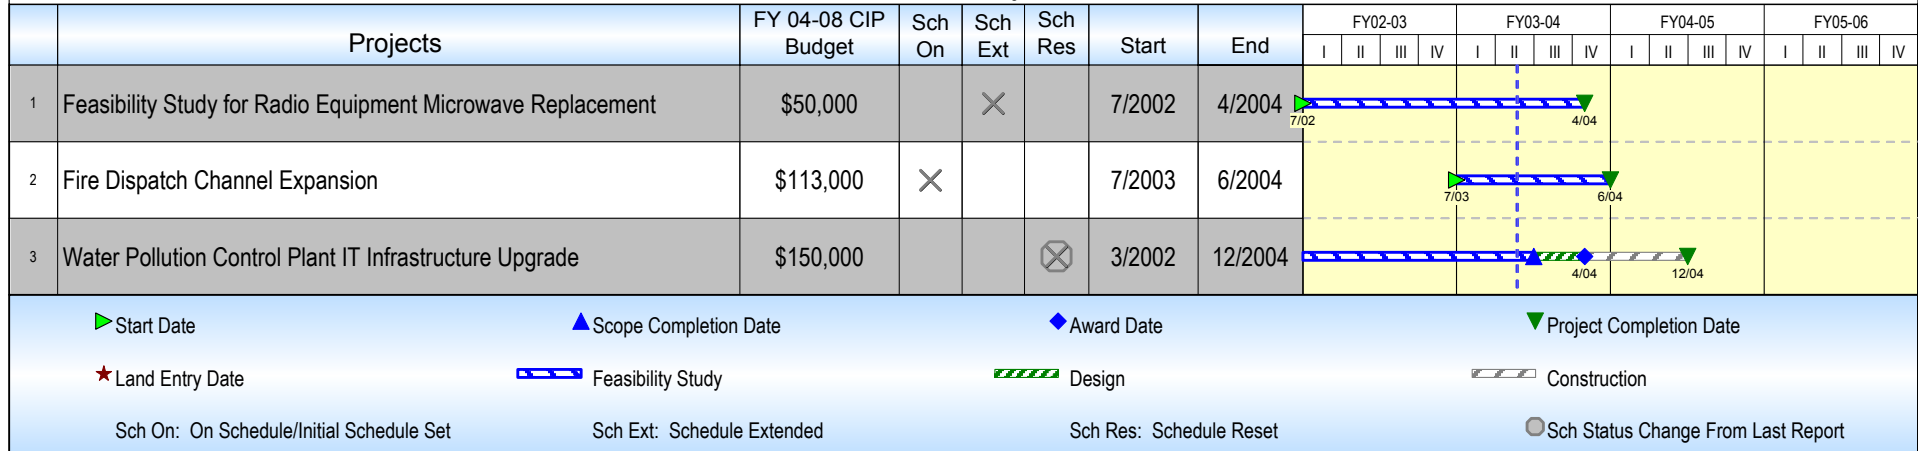 Projects FY 04-08 CIP Budget Sch On Sch Ext Sch Res Start End FY02-03 FY03-04 FY04-05 FY05-06
I II III IV I II III IV I II III IV I II III IV
1 Feasibility Study for Radio Equipment Microwave Replacement $50,000 7/2002 4/2004
7/02 4/04
2 Fire Dispatch Channel Expansion $113,000 7/2003 6/2004
7/03 6/04
3 Water Pollution Control Plant IT Infrastructure Upgrade $150,000 3/2002 12/2004
4/04 12/04
Start Date Scope Completion Date Award Date Project Completion Date
Land Entry Date Feasibility Study Design Construction
Sch On: On Schedule/Initial Schedule Set Sch Ext: Schedule Extended Sch Res: Schedule Reset Sch Status Change From Last Report